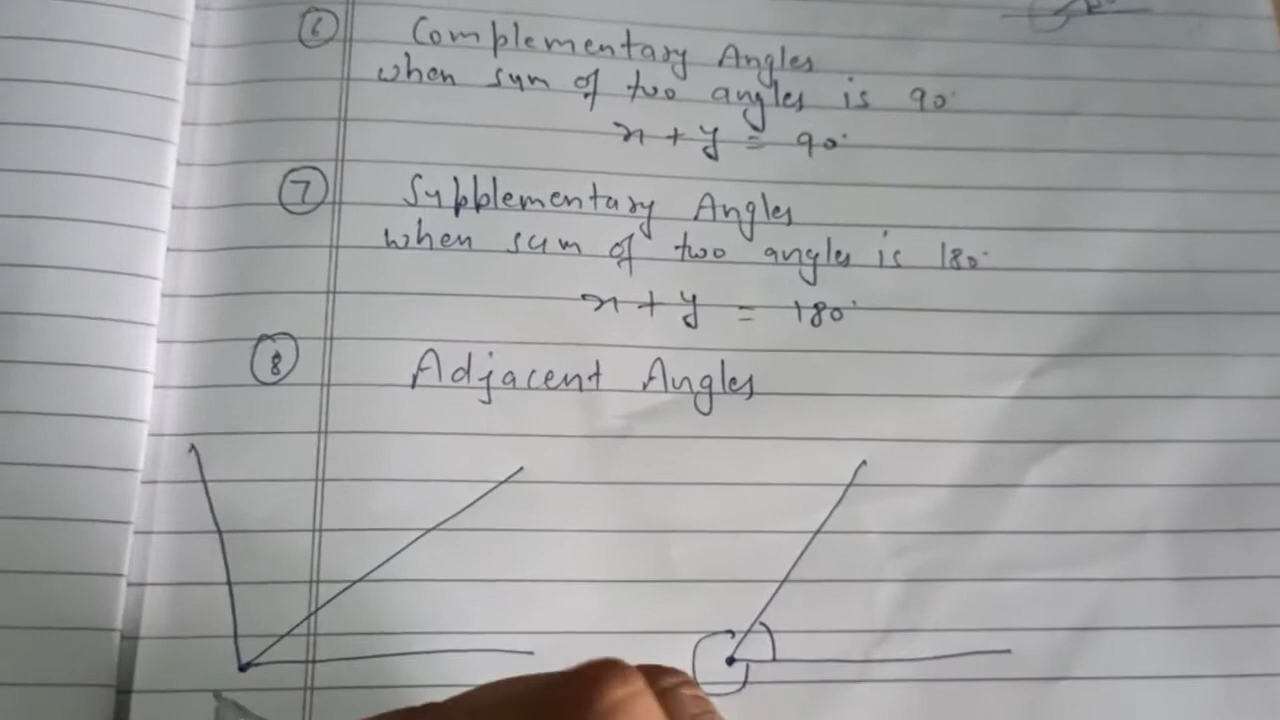 6 Complementary Angles
when sum of two angles is 90°
x + y = 90°
7 Supplementary Angles
when sum of two angles is 180°
x + y = 180°
8 Adjacent Angles